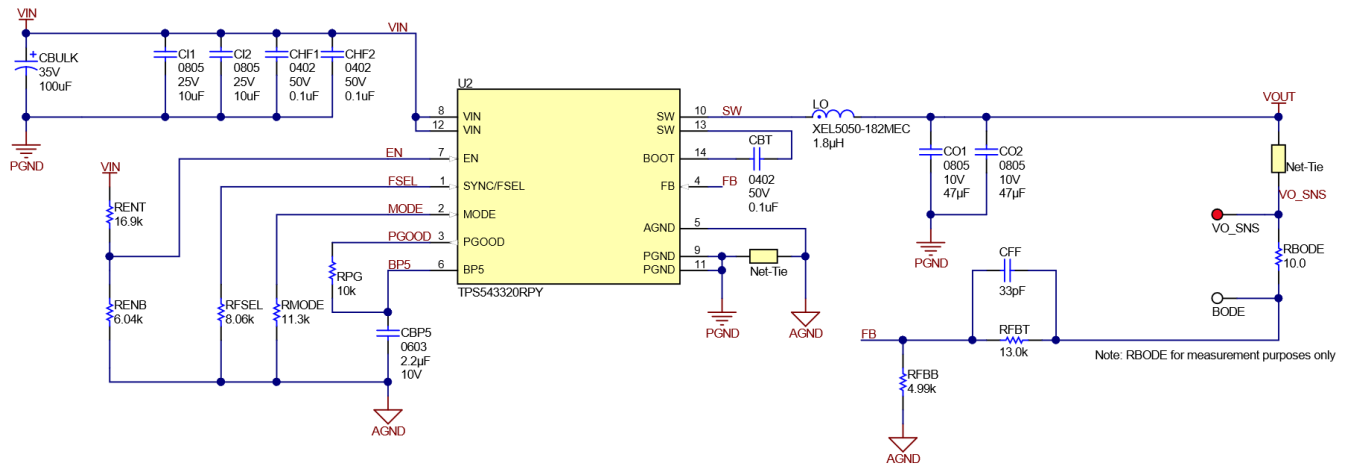 VIN
VIN
CBULK
35V
100uF
CI1
0805
25V
10uF
CI2
0805
25V
10uF
CHF1
0402
50V
0.1uF
CHF2
0402
50V
0.1uF
PGND
U2
8 VIN
12 VIN
EN 7 EN
FSEL 1 SYNC/FSEL
MODE 2 MODE
PGOOD 3 PGOOD
BP5 6 BP5
SW 10 SW
SW 13
BOOT 14
FB 4 FB
AGND 5
PGND 9
PGND 11
TPS543320RPY
VIN
RENT
16.9k
RENB
6.04k
RFSEL
8.06k
RMODE
11.3k
RPG
10k
CBP5
0603
2.2µF
10V
AGND
LO
XEL5050-182MEC
1.8µH
CBT
0402
50V
0.1uF
Net-Tie
PGND
AGND
CO1
0805
10V
47µF
CO2
0805
10V
47µF
PGND
VOUT
Net-Tie
VO_SNS
VO_SNS
RBODE
10.0
BODE
CFF
33pF
FB
RFBT
13.0k
Note: RBODE for measurement purposes only
RFBB
4.99k
AGND